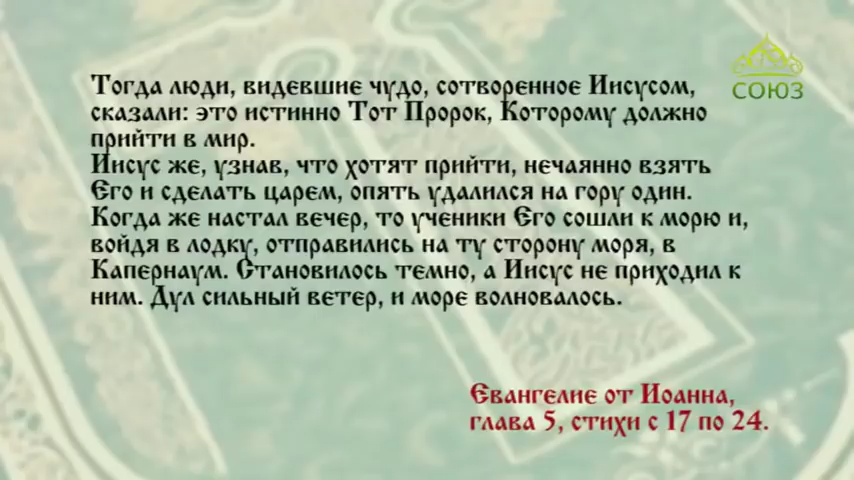 СОЮЗ
Тогда люди, видевшие чудо, сотворенное Иисусом,
сказали: это истинно Тот Пророк, Которому должно
прийти в мир.
Иисус же, узнав, что хотят прийти, нечаянно взять
Его и сделать царем, опять удалился на гору один.
Когда же настал вечер, то ученики Его сошли к морю и,
войдя в лодку, отправились на ту сторону моря, в
Капернаум. Становилось темно, а Иисус не приходил к
ним. Дул сильный ветер, и море волновалось.
Евангелие от Иоанна,
глава 5, стихи с 17 по 24.